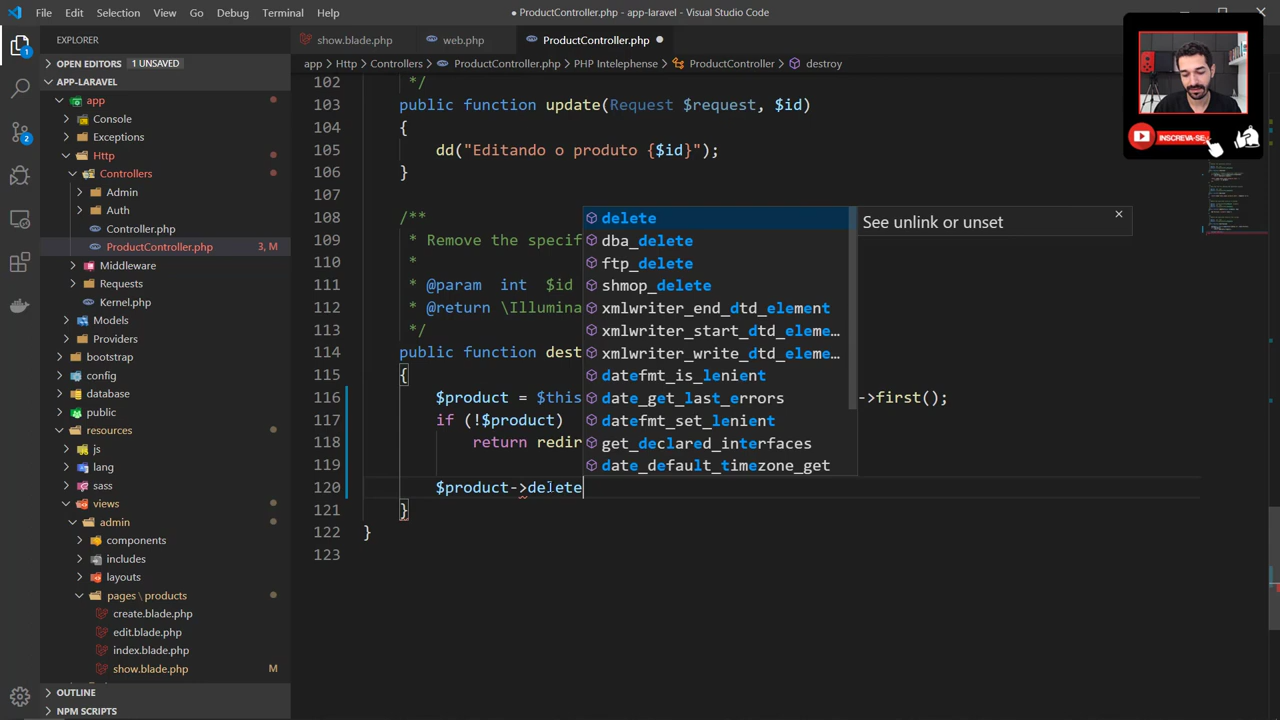 File Edit Selection View Go Debug Terminal Help
● ProductController.php - app-laravel - Visual Studio Code
EXPLORER
OPEN EDITORS 1 UNSAVED
APP-LARAVEL
app
Console
Exceptions
Http
Controllers
Admin
Auth
Controller.php
ProductController.php 3, M
Middleware
Requests
Kernel.php
Models
Providers
bootstrap
config
database
public
resources
js
lang
sass
views
admin
components
includes
layouts
pages \ products
create.blade.php
edit.blade.php
index.blade.php
show.blade.php M
OUTLINE
NPM SCRIPTS
1
2
show.blade.php web.php ProductController.php ●
app > Http > Controllers > ProductController.php > PHP Intelephense > ProductController > destroy
102 */
103 public function update(Request $request, $id)
104 {
105 dd("Editando o produto {$id}");
106 }
107
108 /**
109 * Remove the specif
110 *
111 * @param int $id
112 * @return \Illumina
113 */
114 public function dest
115 {
116 $product = $this ->first();
117 if (!$product)
118 return redir
119
120 $product->delete
121 }
122 }
123
delete
dba_delete
ftp_delete
shmop_delete
xmlwriter_end_dtd_element
xmlwriter_start_dtd_eleme…
xmlwriter_write_dtd_eleme…
datefmt_is_lenient
date_get_last_errors
datefmt_set_lenient
get_declared_interfaces
date_default_timezone_get
See unlink or unset
INSCREVA-SE